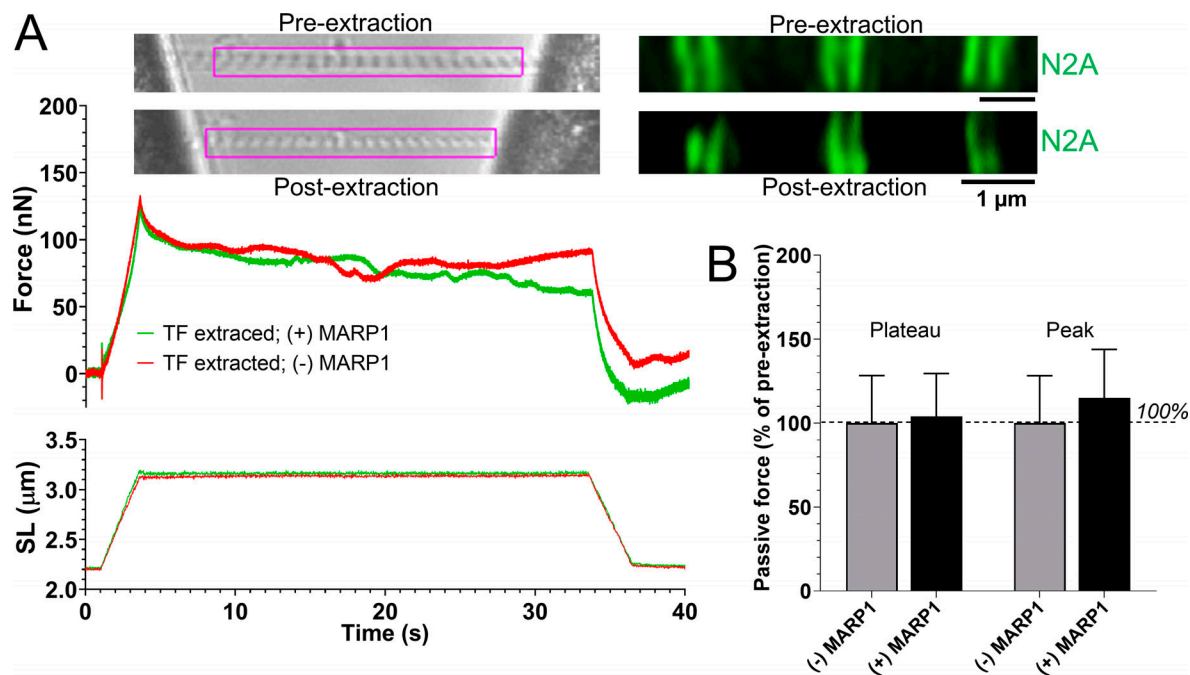 A
Pre-extraction
Post-extraction
Pre-extraction
N2A
N2A
Post-extraction
1 µm
Force (nN)
200
150
100
50
0
TF extraced; (+) MARP1
TF extracted; (-) MARP1
SL (µm)
3.5
3.0
2.5
2.0
0 10 20 30 40
Time (s)
B
Passive force (% of pre-extraction)
200
150
100
50
0
Plateau
Peak
100%
(-) MARP1
(+) MARP1
(-) MARP1
(+) MARP1